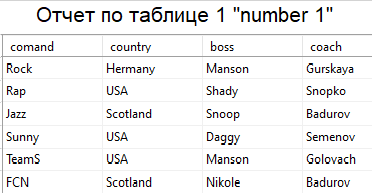 Отчет по таблице 1 "number 1"
comand country boss coach
Rock Hermany Manson Gurskaya
Rap USA Shady Snopko
Jazz Scotland Snoop Badurov
Sunny USA Daggy Semenov
TeamS USA Manson Golovach
FCN Scotland Nikole Badurov